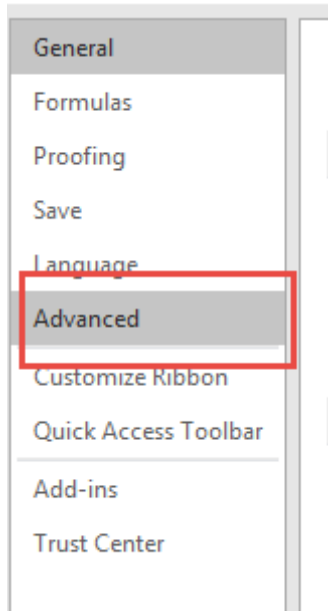 General
Formulas
Proofing
Save
Language
Advanced
Customize Ribbon
Quick Access Toolbar
Add-ins
Trust Center